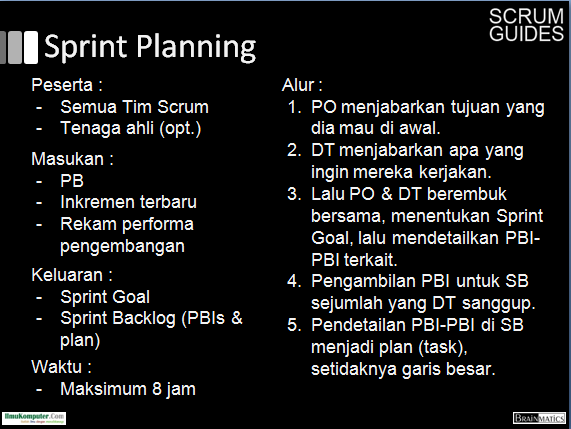 SCRUM
GUIDES
Sprint Planning
Peserta :
- Semua Tim Scrum
- Tenaga ahli (opt.)
Masukan :
- PB
- Inkremen terbaru
- Rekam performa
pengembangan
Keluaran :
- Sprint Goal
- Sprint Backlog (PBIs &
plan)
Waktu :
- Maksimum 8 jam
Alur :
1. PO menjabarkan tujuan yang
dia mau di awal.
2. DT menjabarkan apa yang
ingin mereka kerjakan.
3. Lalu PO & DT berembuk
bersama, menentukan Sprint
Goal, lalu mendetailkan PBI-
PBI terkait.
4. Pengambilan PBI untuk SB
sejumlah yang DT sanggup.
5. Pendetailan PBI-PBI di SB
menjadi plan (task),
setidaknya garis besar.
IlmuKomputer.Com
BRAINMATICS